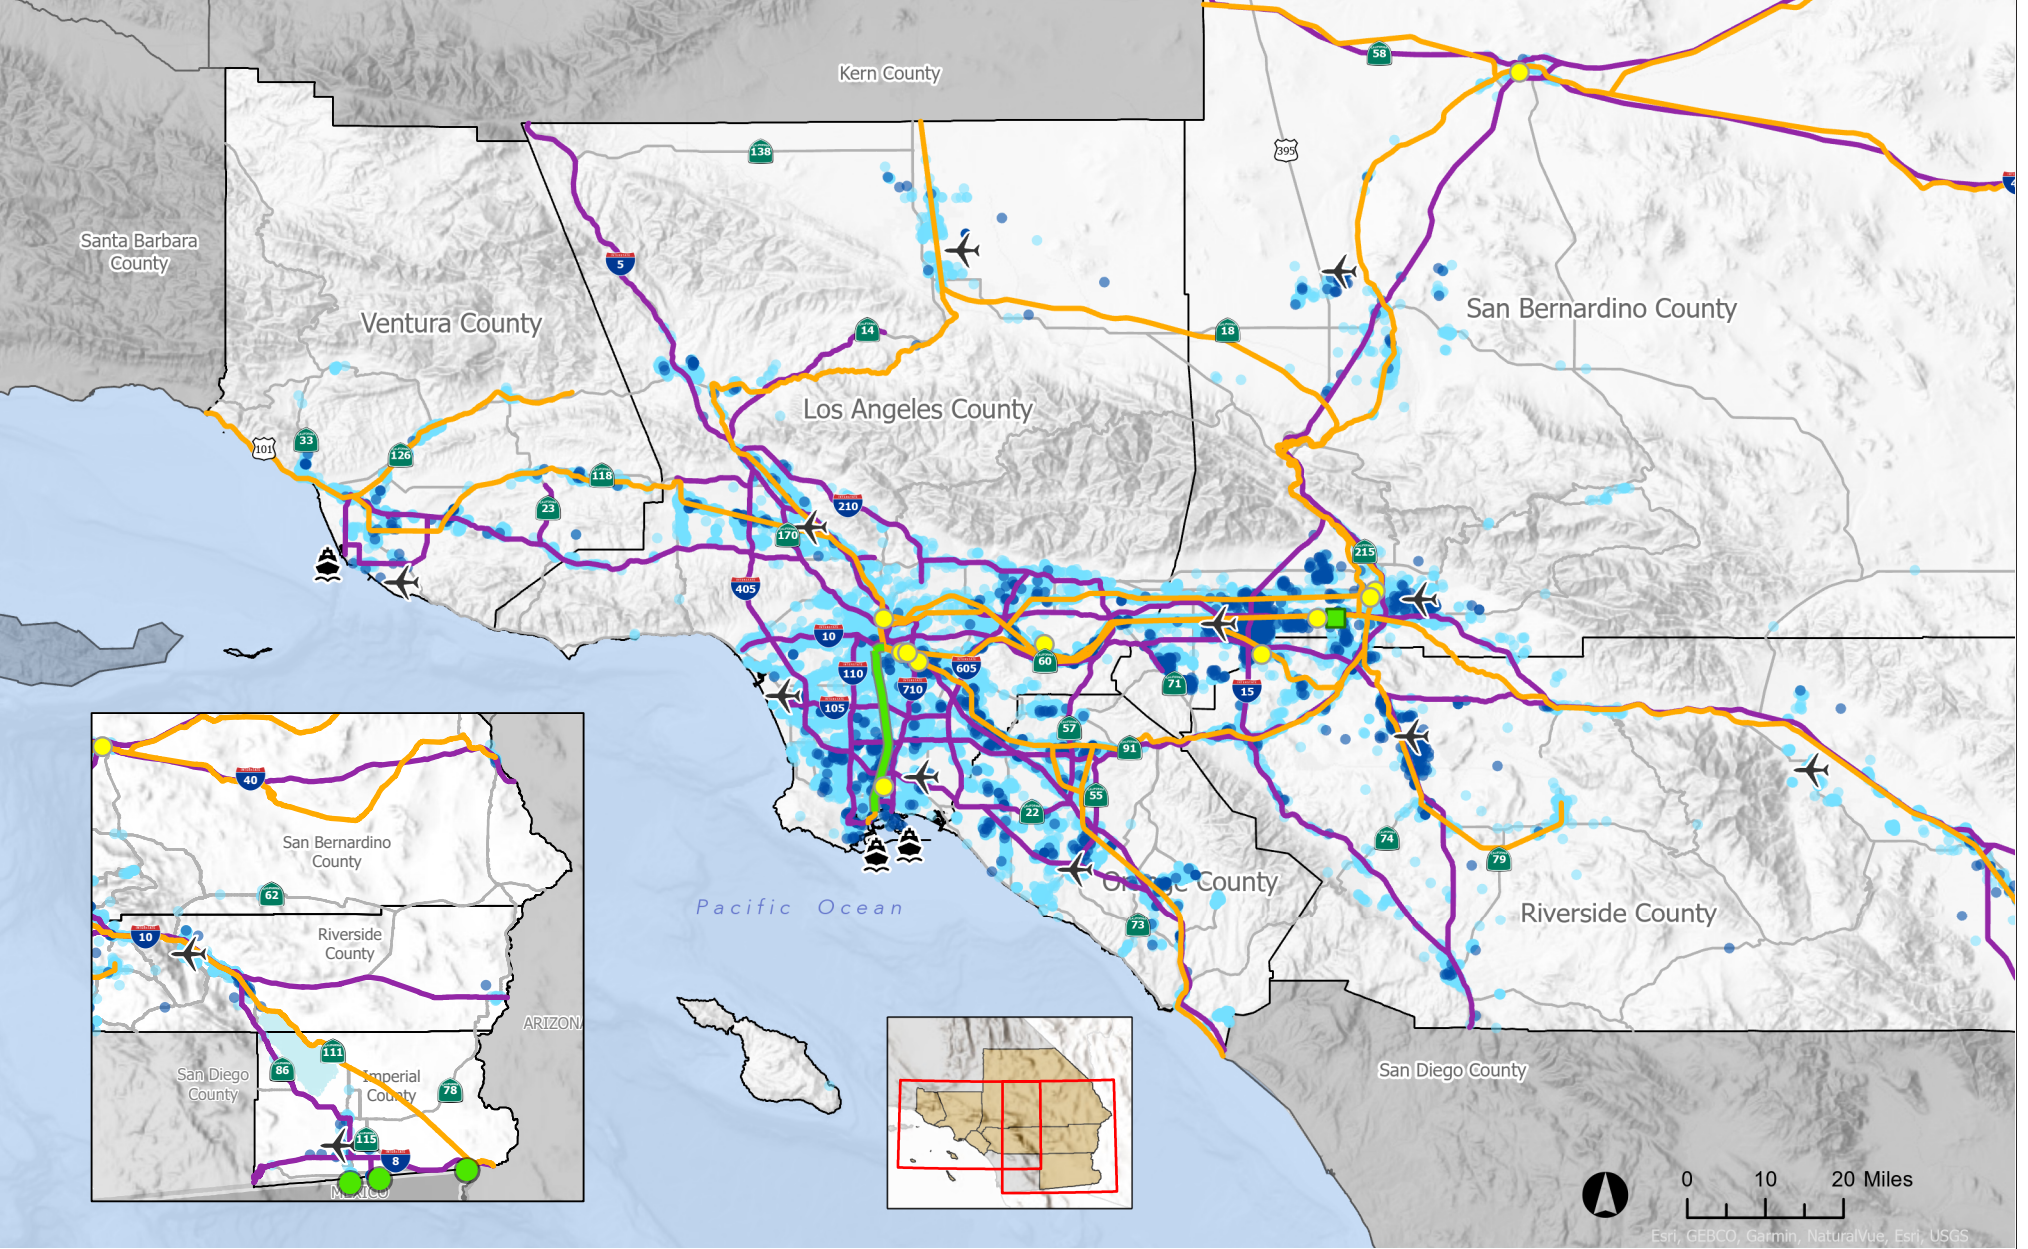 Kern County
58
138
395
Santa Barbara
County
5
4
Ventura County
14
18
San Bernardino County
Los Angeles County
33
101
126
118
23
210
170
215
405
10
110
605
60
71
15
105
710
57
91
55
22
74
79
Orange County
73
Riverside County
Pacific Ocean
San Diego County
40
San Bernardino
County
62
10
Riverside
County
ARIZONA
111
86
San Diego
County
Imperial
County
78
115
8
MEXICO
0 10 20 Miles
Esri, GEBCO, Garmin, NaturalVue, Esri, USGS